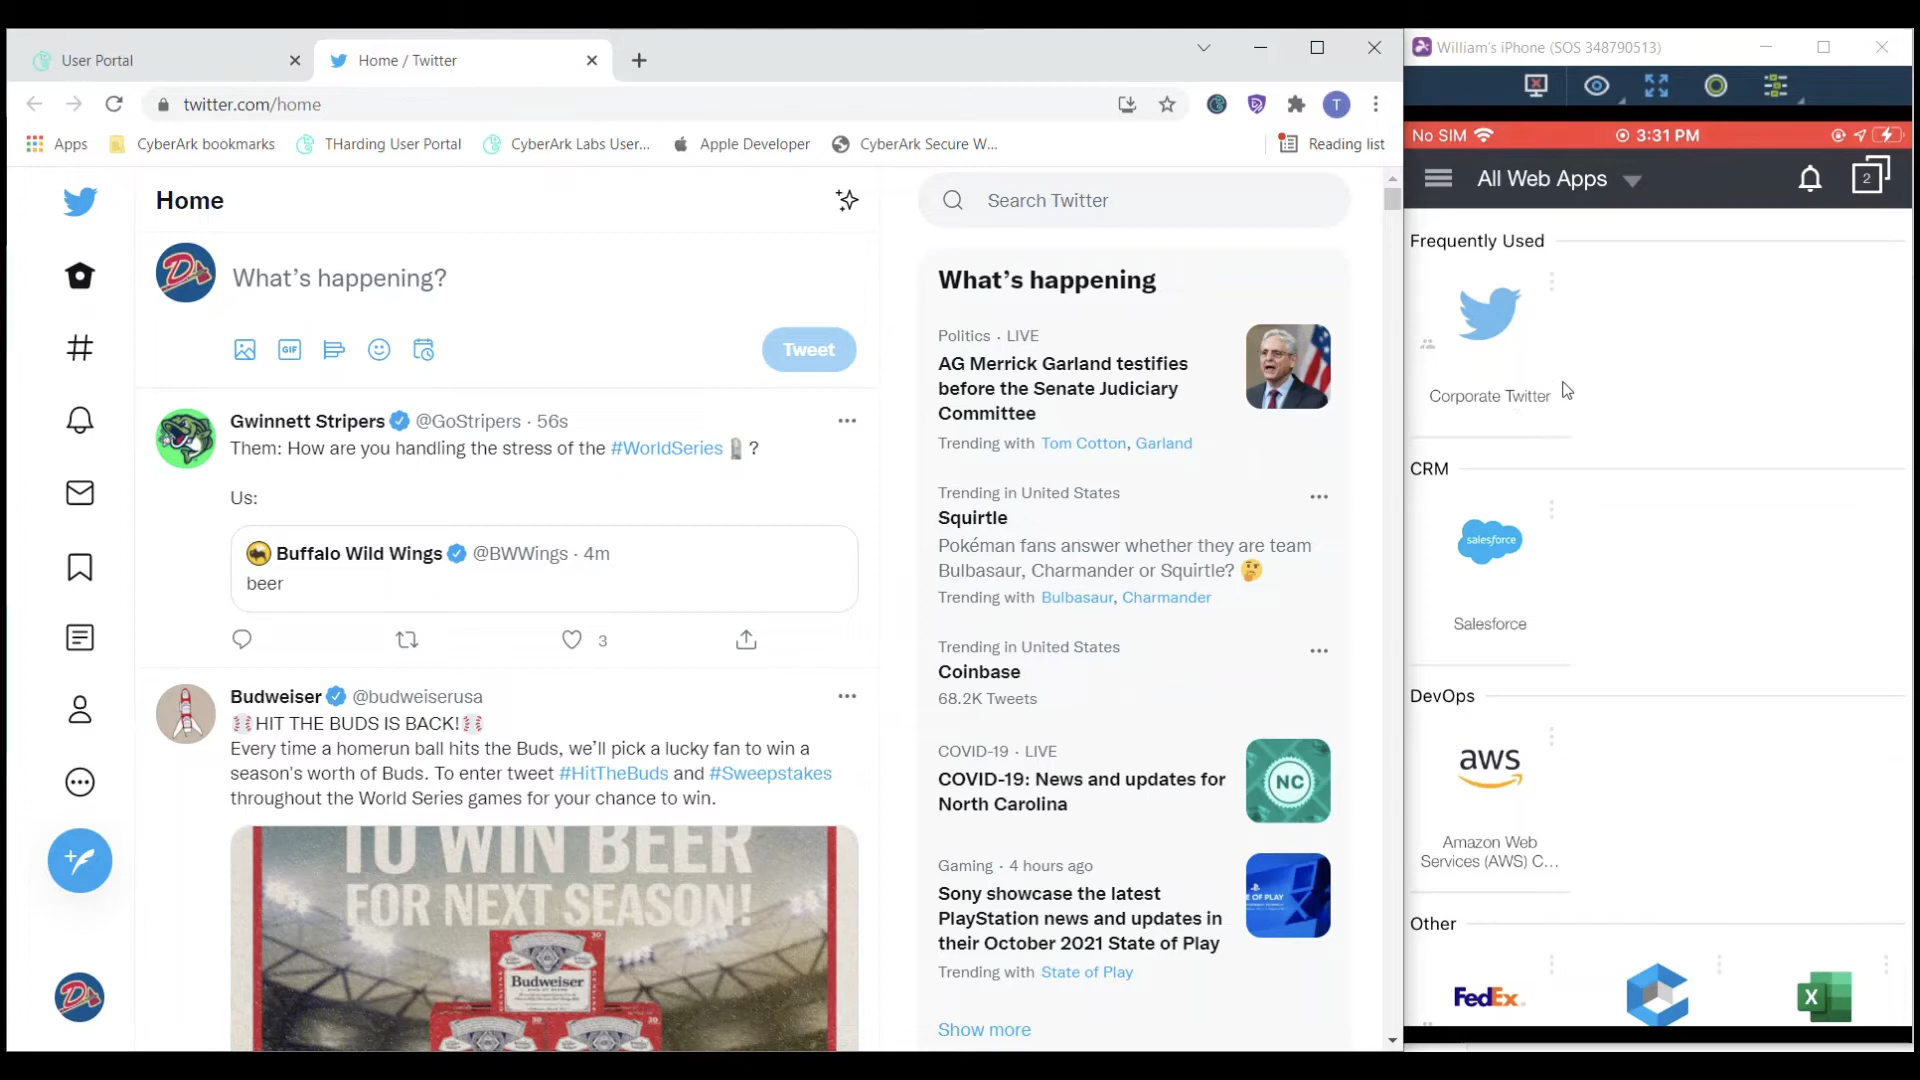 User Portal
Home / Twitter
twitter.com/home
T
Apps
CyberArk bookmarks
THarding User Portal
CyberArk Labs User...
Apple Developer
CyberArk Secure W...
Reading list
Home
What's happening?
GIF
Tweet
Gwinnett Stripers @GoStripers · 56s
Them: How are you handling the stress of the #WorldSeries ?
Us:
Buffalo Wild Wings @BWWings · 4m
beer
3
Budweiser @budweiserusa
HIT THE BUDS IS BACK!
Every time a homerun ball hits the Buds, we'll pick a lucky fan to win a
season's worth of Buds. To enter tweet #HitTheBuds and #Sweepstakes
throughout the World Series games for your chance to win.
TO WIN BEER
FOR NEXT SEASON!
Budweiser
Search Twitter
What's happening
Politics · LIVE
AG Merrick Garland testifies
before the Senate Judiciary
Committee
Trending with Tom Cotton, Garland
Trending in United States
Squirtle
Pokéman fans answer whether they are team
Bulbasaur, Charmander or Squirtle?
Trending with Bulbasaur, Charmander
Trending in United States
Coinbase
68.2K Tweets
COVID-19 · LIVE
COVID-19: News and updates for
North Carolina
NC
Gaming · 4 hours ago
Sony showcase the latest
PlayStation news and updates in
their October 2021 State of Play
Trending with State of Play
E OF PLAY
Show more
William's iPhone (SOS 348790513)
No SIM
3:31 PM
All Web Apps
2
Frequently Used
Corporate Twitter
CRM
salesforce
Salesforce
DevOps
aws
Amazon Web
Services (AWS) C...
Other
FedEx
X